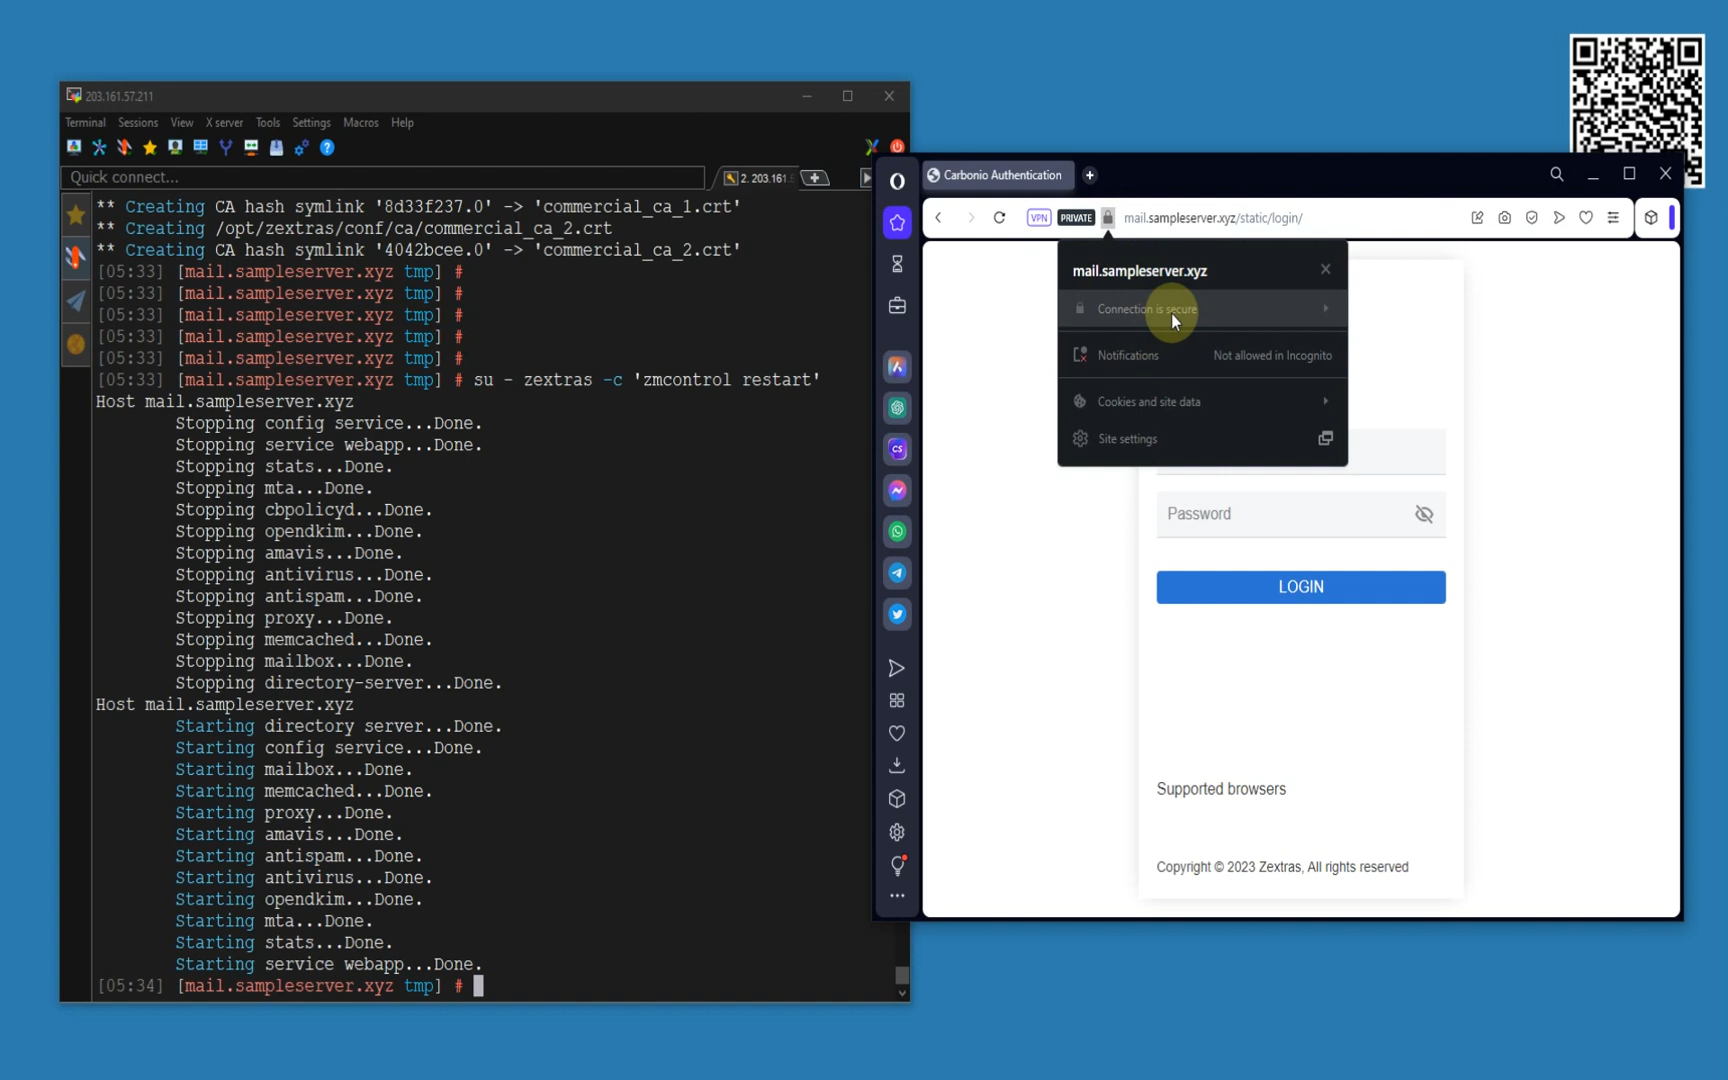 203.161.57.211
Terminal Sessions View X server Tools Settings Macros Help
Quick connect...
2. 203.161.
** Creating CA hash symlink '8d33f237.0' -> 'commercial_ca_1.crt'
** Creating /opt/zextras/conf/ca/commercial_ca_2.crt
** Creating CA hash symlink '4042bcee.0' -> 'commercial_ca_2.crt'
[05:33] [mail.sampleserver.xyz tmp] #
[05:33] [mail.sampleserver.xyz tmp] #
[05:33] [mail.sampleserver.xyz tmp] #
[05:33] [mail.sampleserver.xyz tmp] #
[05:33] [mail.sampleserver.xyz tmp] #
[05:33] [mail.sampleserver.xyz tmp] # su - zextras -c 'zmcontrol restart'
Host mail.sampleserver.xyz
Stopping config service...Done.
Stopping service webapp...Done.
Stopping stats...Done.
Stopping mta...Done.
Stopping cbpolicyd...Done.
Stopping opendkim...Done.
Stopping amavis...Done.
Stopping antivirus...Done.
Stopping antispam...Done.
Stopping proxy...Done.
Stopping memcached...Done.
Stopping mailbox...Done.
Stopping directory-server...Done.
Host mail.sampleserver.xyz
Starting directory server...Done.
Starting config service...Done.
Starting mailbox...Done.
Starting memcached...Done.
Starting proxy...Done.
Starting amavis...Done.
Starting antispam...Done.
Starting antivirus...Done.
Starting opendkim...Done.
Starting mta...Done.
Starting stats...Done.
Starting service webapp...Done.
[05:34] [mail.sampleserver.xyz tmp] #
Carbonio Authentication
VPN PRIVATE mail.sampleserver.xyz/static/login/
mail.sampleserver.xyz
Connection is secure
Notifications Not allowed in Incognito
Cookies and site data
Site settings
CS
Password
LOGIN
Supported browsers
Copyright © 2023 Zextras, All rights reserved